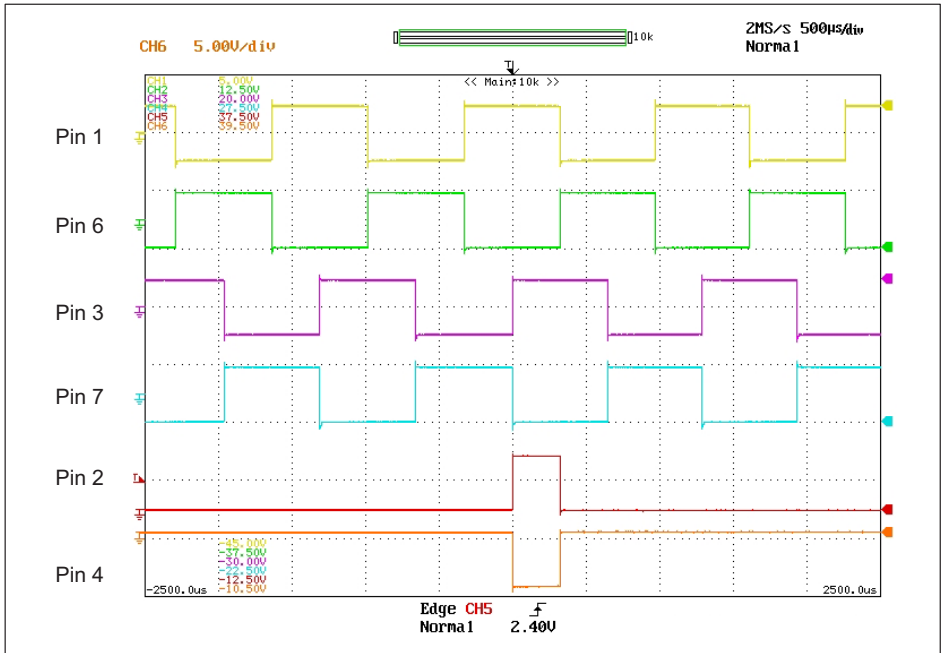 2MS/s 500µs/div
CH6 5.00V/div
10k
Normal
T
<< Main:10k >>
CH1 5.00V
CH2 12.50V
CH3 20.00V
CH4 27.50V
CH5 37.50V
CH6 39.50V
Pin 1
Pin 6
Pin 3
Pin 7
Pin 2
T
Pin 4
-45.00V
-37.50V
-30.00V
-22.50V
-12.50V
-10.50V
-2500.0us
2500.0us
Edge CH5
Normal 2.40V